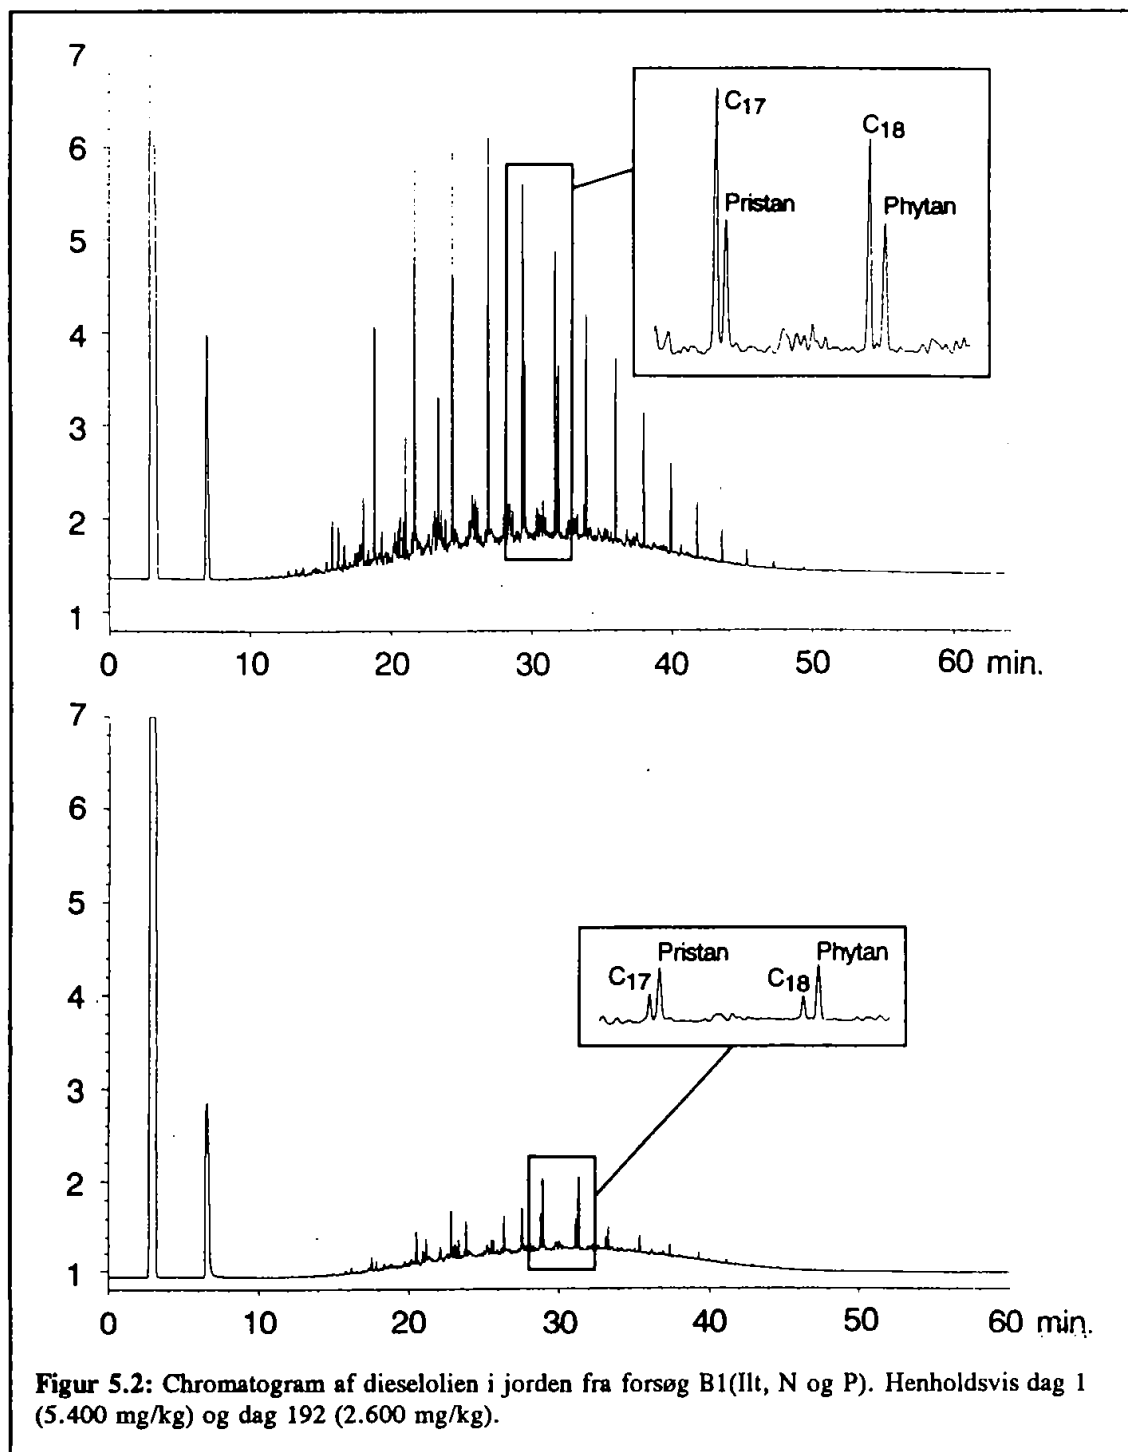 7
6
5
4
3
2
1
0 10 20 30 40 50 60 min.
C17
Pristan
C18
Phytan
7
6
5
4
3
2
1
0 10 20 30 40 50 60 min.
C17 Pristan
C18 Phytan
Figur 5.2: Chromatogram af dieselolien i jorden fra forsøg B1(Ilt, N og P). Henholdsvis dag 1
(5.400 mg/kg) og dag 192 (2.600 mg/kg).